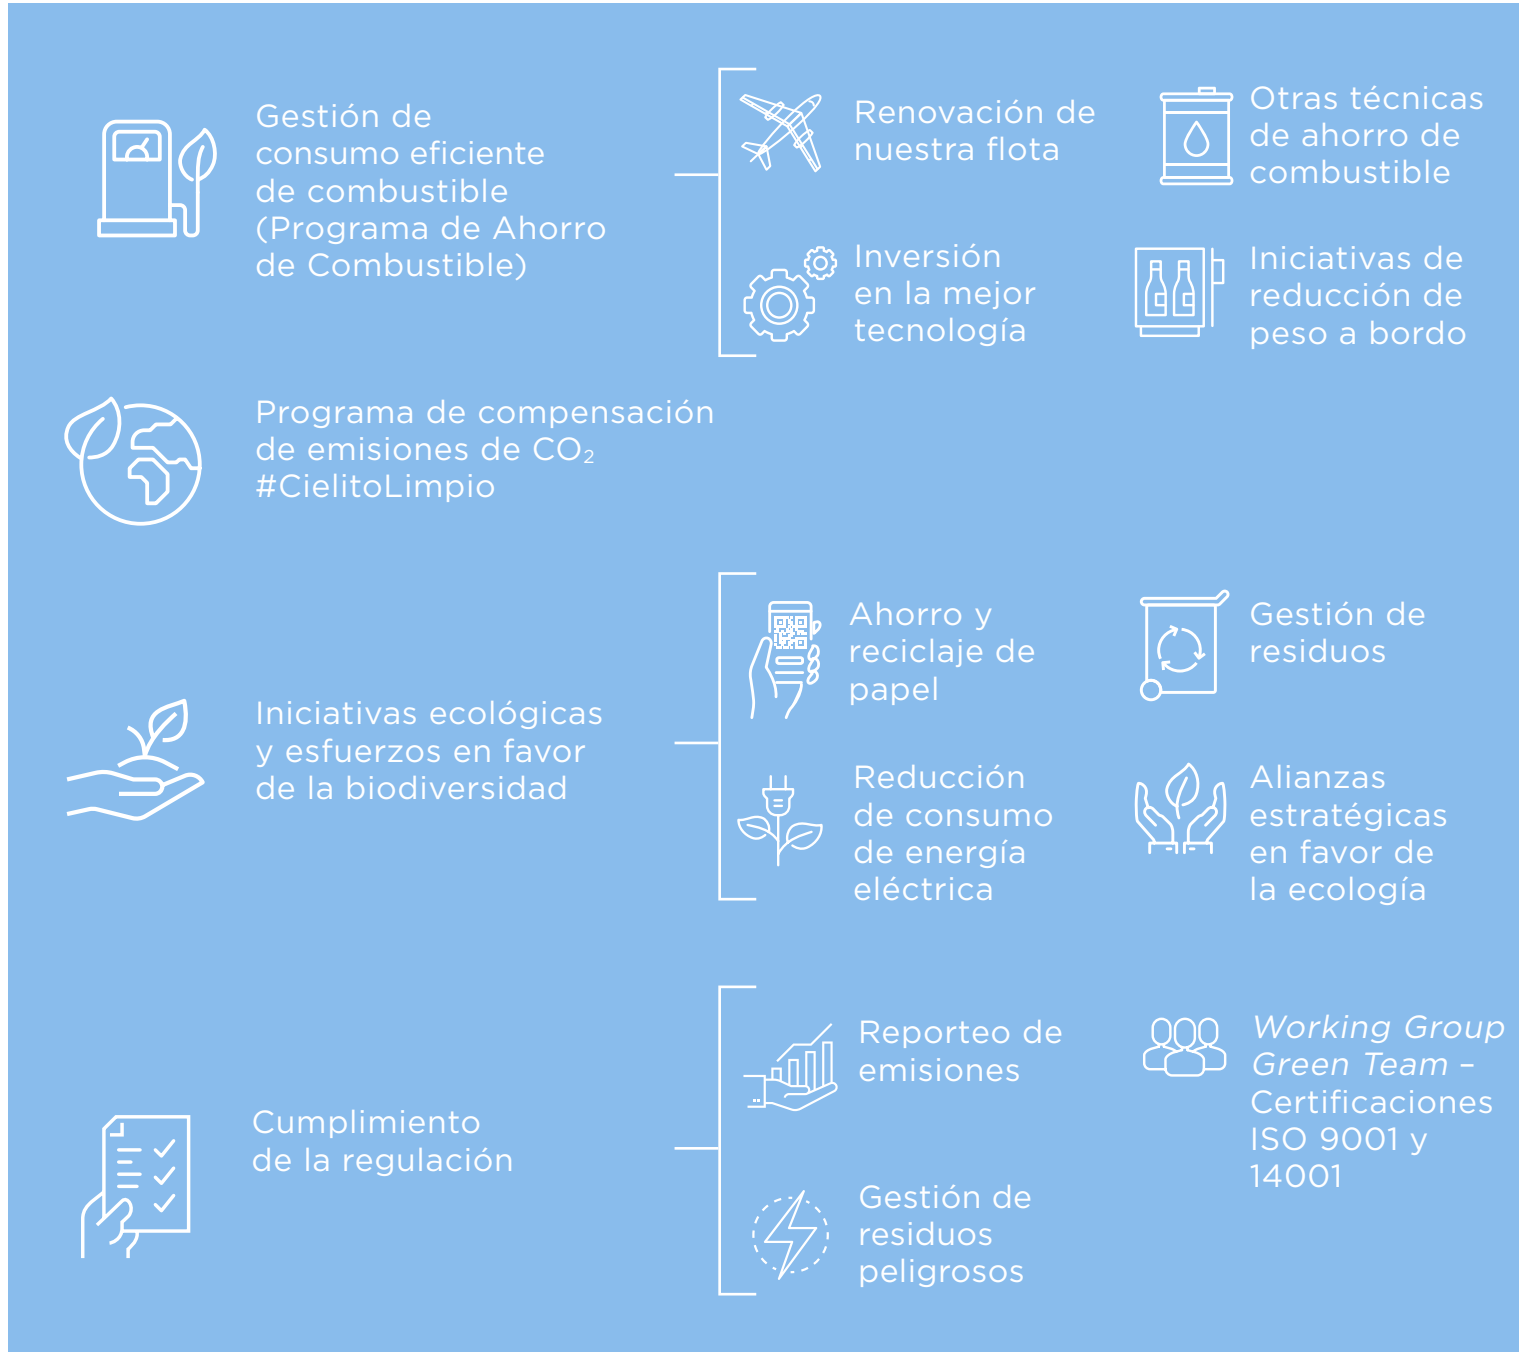 Gestión de
consumo eficiente
de combustible
(Programa de Ahorro
de Combustible)
Renovación de
nuestra flota
Otras técnicas
de ahorro de
combustible
Inversión
en la mejor
tecnología
Iniciativas de
reducción de
peso a bordo
Programa de compensación
de emisiones de CO₂
#CielitoLimpio
Iniciativas ecológicas
y esfuerzos en favor
de la biodiversidad
Ahorro y
reciclaje de
papel
Gestión de
residuos
Reducción
de consumo
de energía
eléctrica
Alianzas
estratégicas
en favor de
la ecología
Cumplimiento
de la regulación
Reporteo de
emisiones
Working Group
Green Team –
Certificaciones
ISO 9001 y
14001
Gestión de
residuos
peligrosos